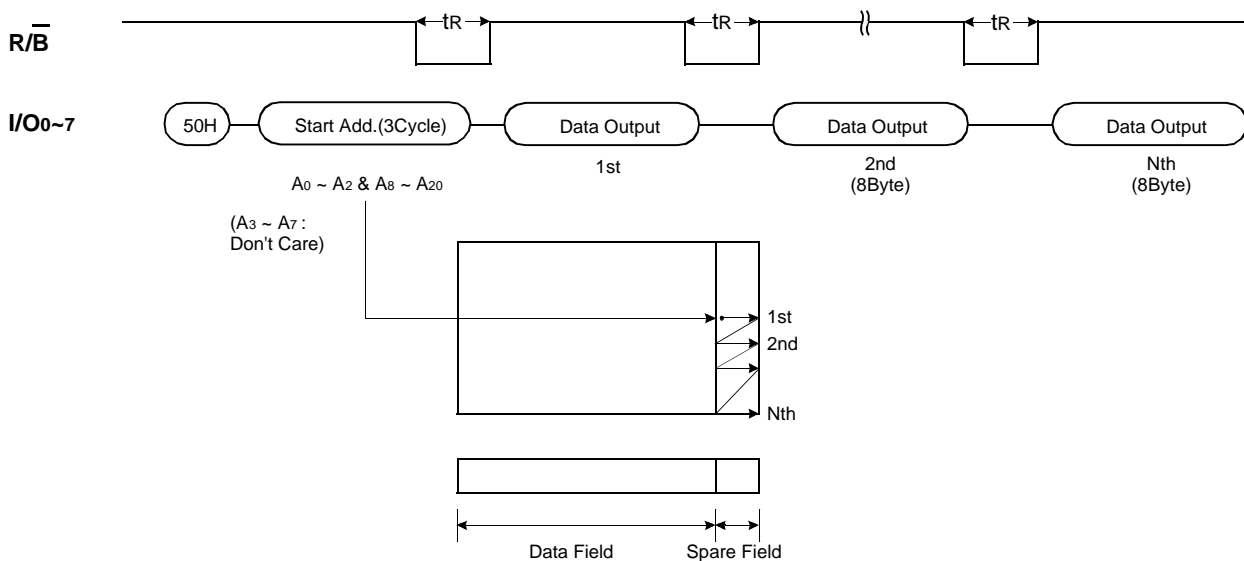 R/B
tR
tR
tR
I/O0~7
50H
Start Add.(3Cycle)
Data Output
Data Output
Data Output
1st
2nd
(8Byte)
Nth
(8Byte)
A0 ~ A2 & A8 ~ A20
(A3 ~ A7 :
Don't Care)
1st
2nd
Nth
Data Field
Spare Field